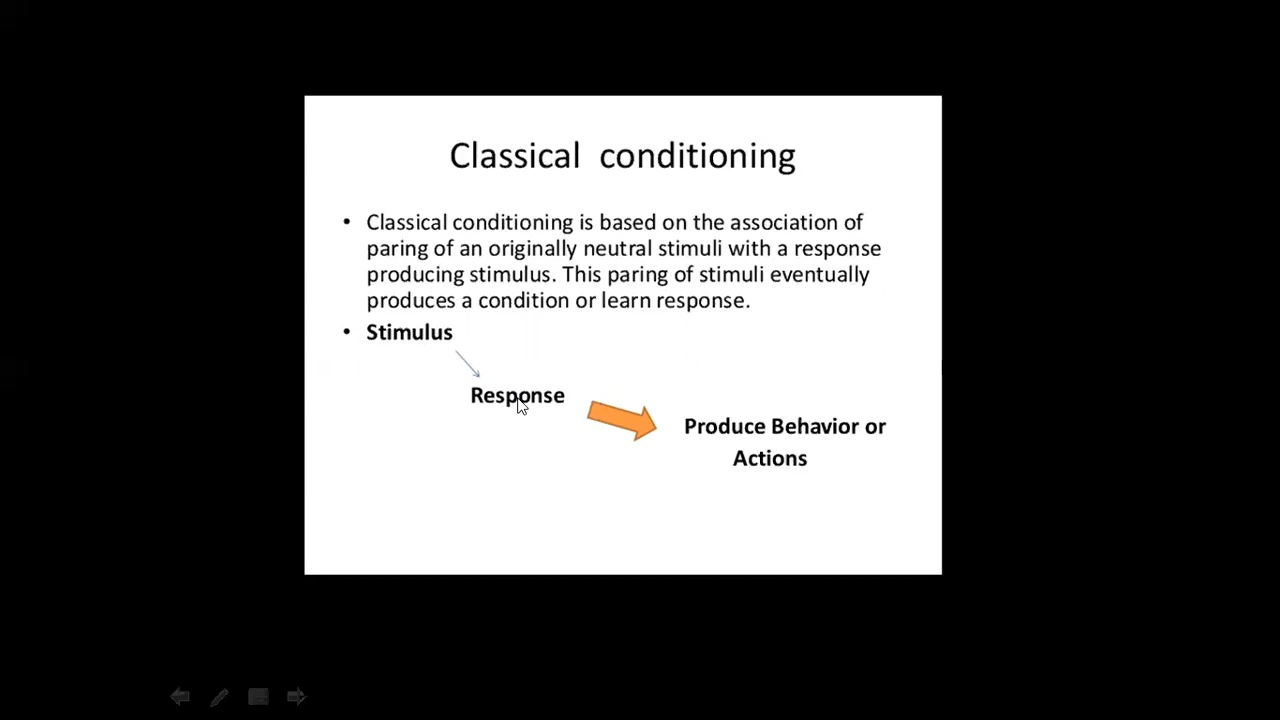 Classical conditioning
• Classical conditioning is based on the association of
paring of an originally neutral stimuli with a response
producing stimulus. This paring of stimuli eventually
produces a condition or learn response.
• Stimulus
Response
Produce Behavior or
Actions